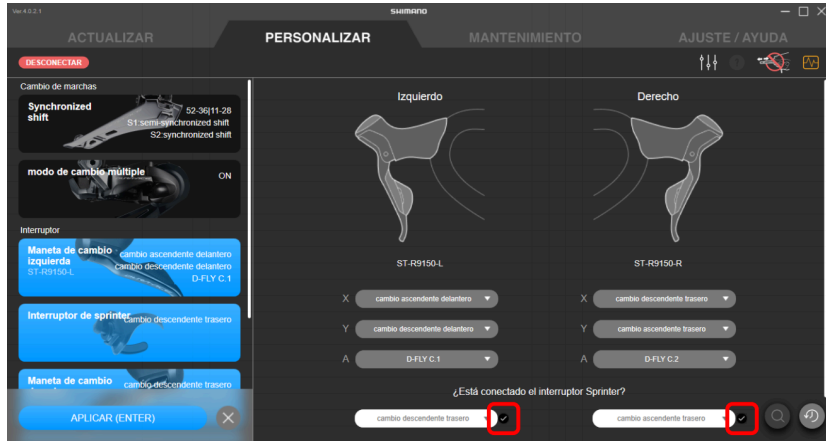 Ver 4.0.2.1
SHIMANO
ACTUALIZAR
PERSONALIZAR
MANTENIMIENTO
AJUSTE / AYUDA
DESCONECTAR
Cambio de marchas
Synchronized
shift
52-36|11-28
S1:semi-synchronized shift
S2:synchronized shift
modo de cambio múltiple
ON
Interruptor
Maneta de cambio
izquierda
ST-R9150-L
cambio ascendente delantero
cambio descendente delantero
D-FLY C.1
Interruptor de sprinter
cambio descendente trasero
Maneta de cambio
cambio descendente trasero
APLICAR (ENTER)
Izquierdo
Derecho
ST-R9150-L
ST-R9150-R
X cambio ascendente delantero
X cambio descendente trasero
Y cambio descendente delantero
Y cambio ascendente trasero
A D-FLY C.1
A D-FLY C.2
¿Está conectado el interruptor Sprinter?
cambio descendente trasero
cambio ascendente trasero